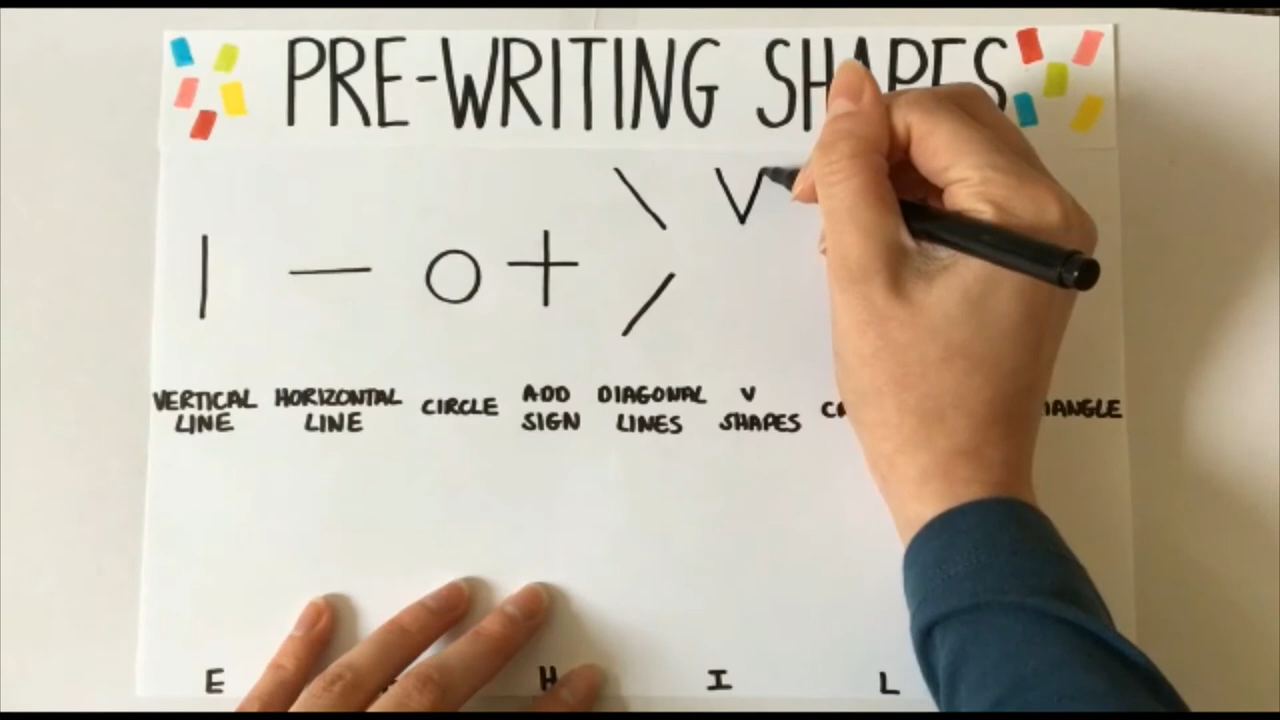 PRE-WRITING SHAPES
VERTICAL LINE
HORIZONTAL LINE
CIRCLE
ADD SIGN
DIAGONAL LINES
V SHAPES
E
H
I
L